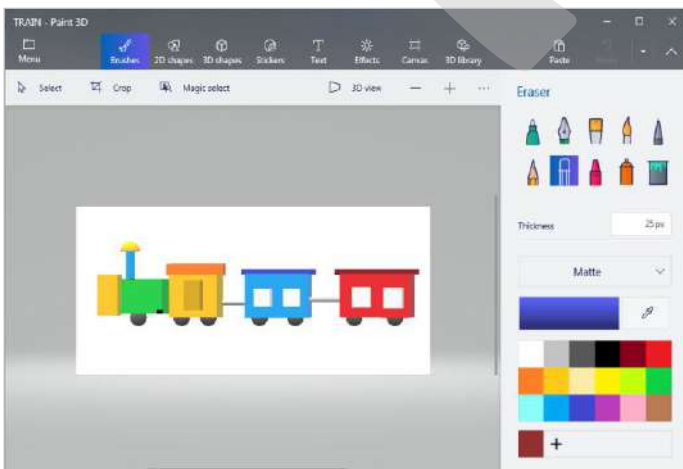 TRAIN - Paint 3D
Menu
Brushes
2D shapes
3D shapes
Stickers
Text
Effects
Canvas
3D library
Paste
Select
Crop
Magic select
3D view
Eraser
Thickness
25 px
Matte